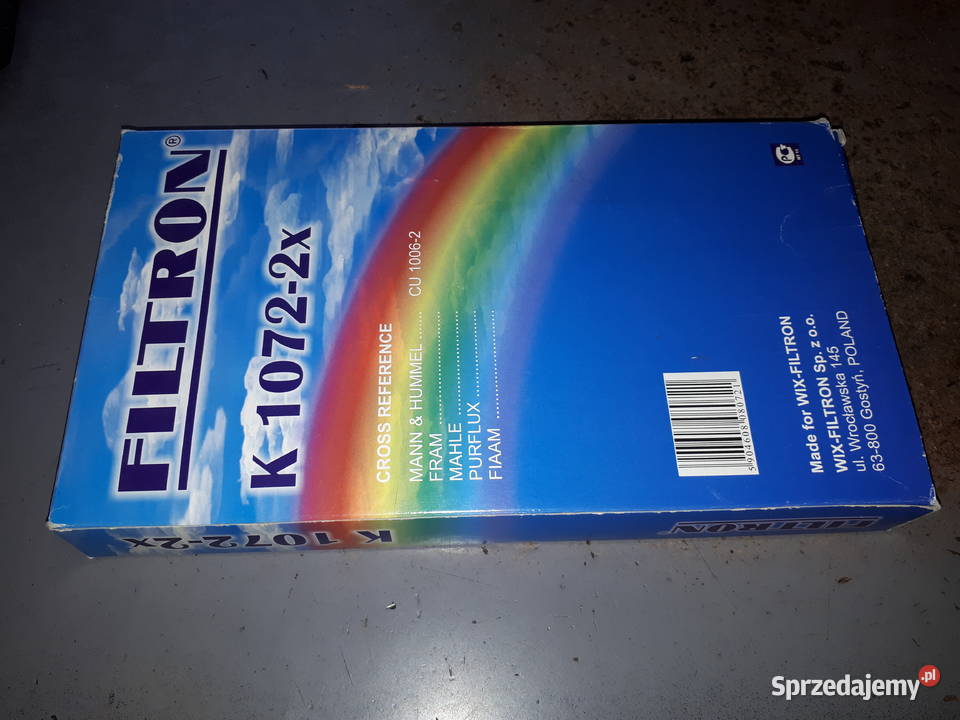 FILTRON®
K 1072-2x
CROSS REFERENCE
MANN & HUMMEL ........ CU 1006-2
FRAM ............................
MAHLE ..........................
PURFLUX ......................
FIAAM ...........................
5904608080721
Made for WIX-FILTRON
WIX-FILTRON Sp. z o.o.
ul. Wrocławska 145
63-800 Gostyń, POLAND
K 1072-2x
FILTRON
Sprzedajemy.pl